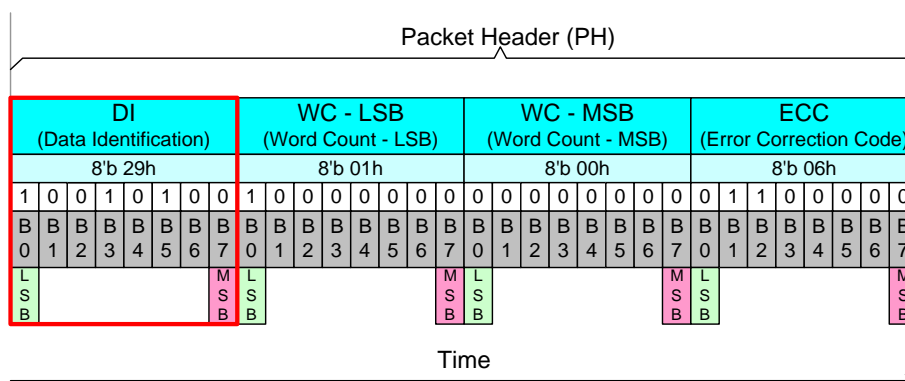 Packet Header (PH)
DI WC - LSB WC - MSB ECC
(Data Identification) (Word Count - LSB) (Word Count - MSB) (Error Correction Code)
8'b 29h 8'b 01h 8'b 00h 8'b 06h
1 0 0 1 0 1 0 0 1 0 0 0 0 0 0 0 0 0 0 0 0 0 0 0 0 1 1 0 0 0 0 0
B B B B B B B B B B B B B B B B B B B B B B B B B B B B B B B B
0 1 2 3 4 5 6 7 0 1 2 3 4 5 6 7 0 1 2 3 4 5 6 7 0 1 2 3 4 5 6 7
L M L M L M L M
S S S S S S S S
B B B B B B B B
Time